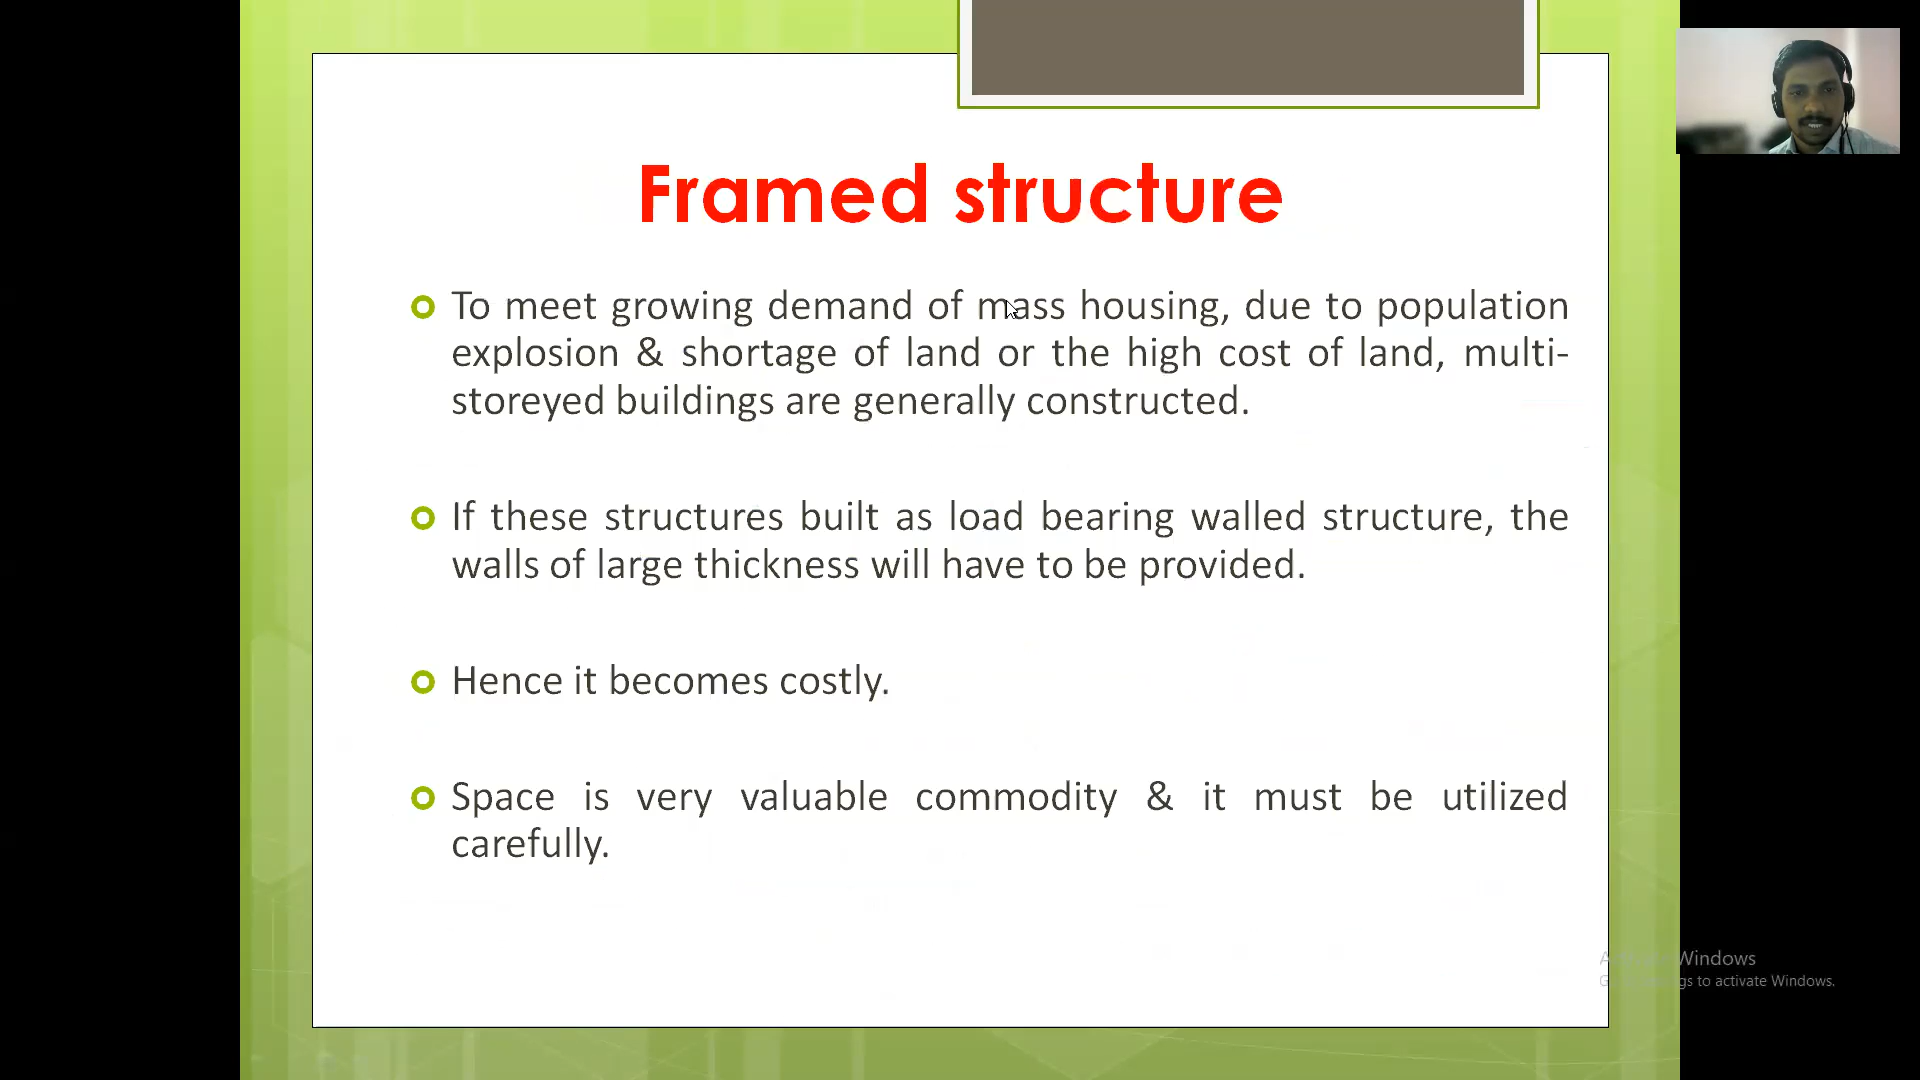 Framed structure
To meet growing demand of mass housing, due to population
explosion & shortage of land or the high cost of land, multi-
storeyed buildings are generally constructed.
If these structures built as load bearing walled structure, the
walls of large thickness will have to be provided.
Hence it becomes costly.
Space is very valuable commodity & it must be utilized
carefully.
Windows
to activate Windows.